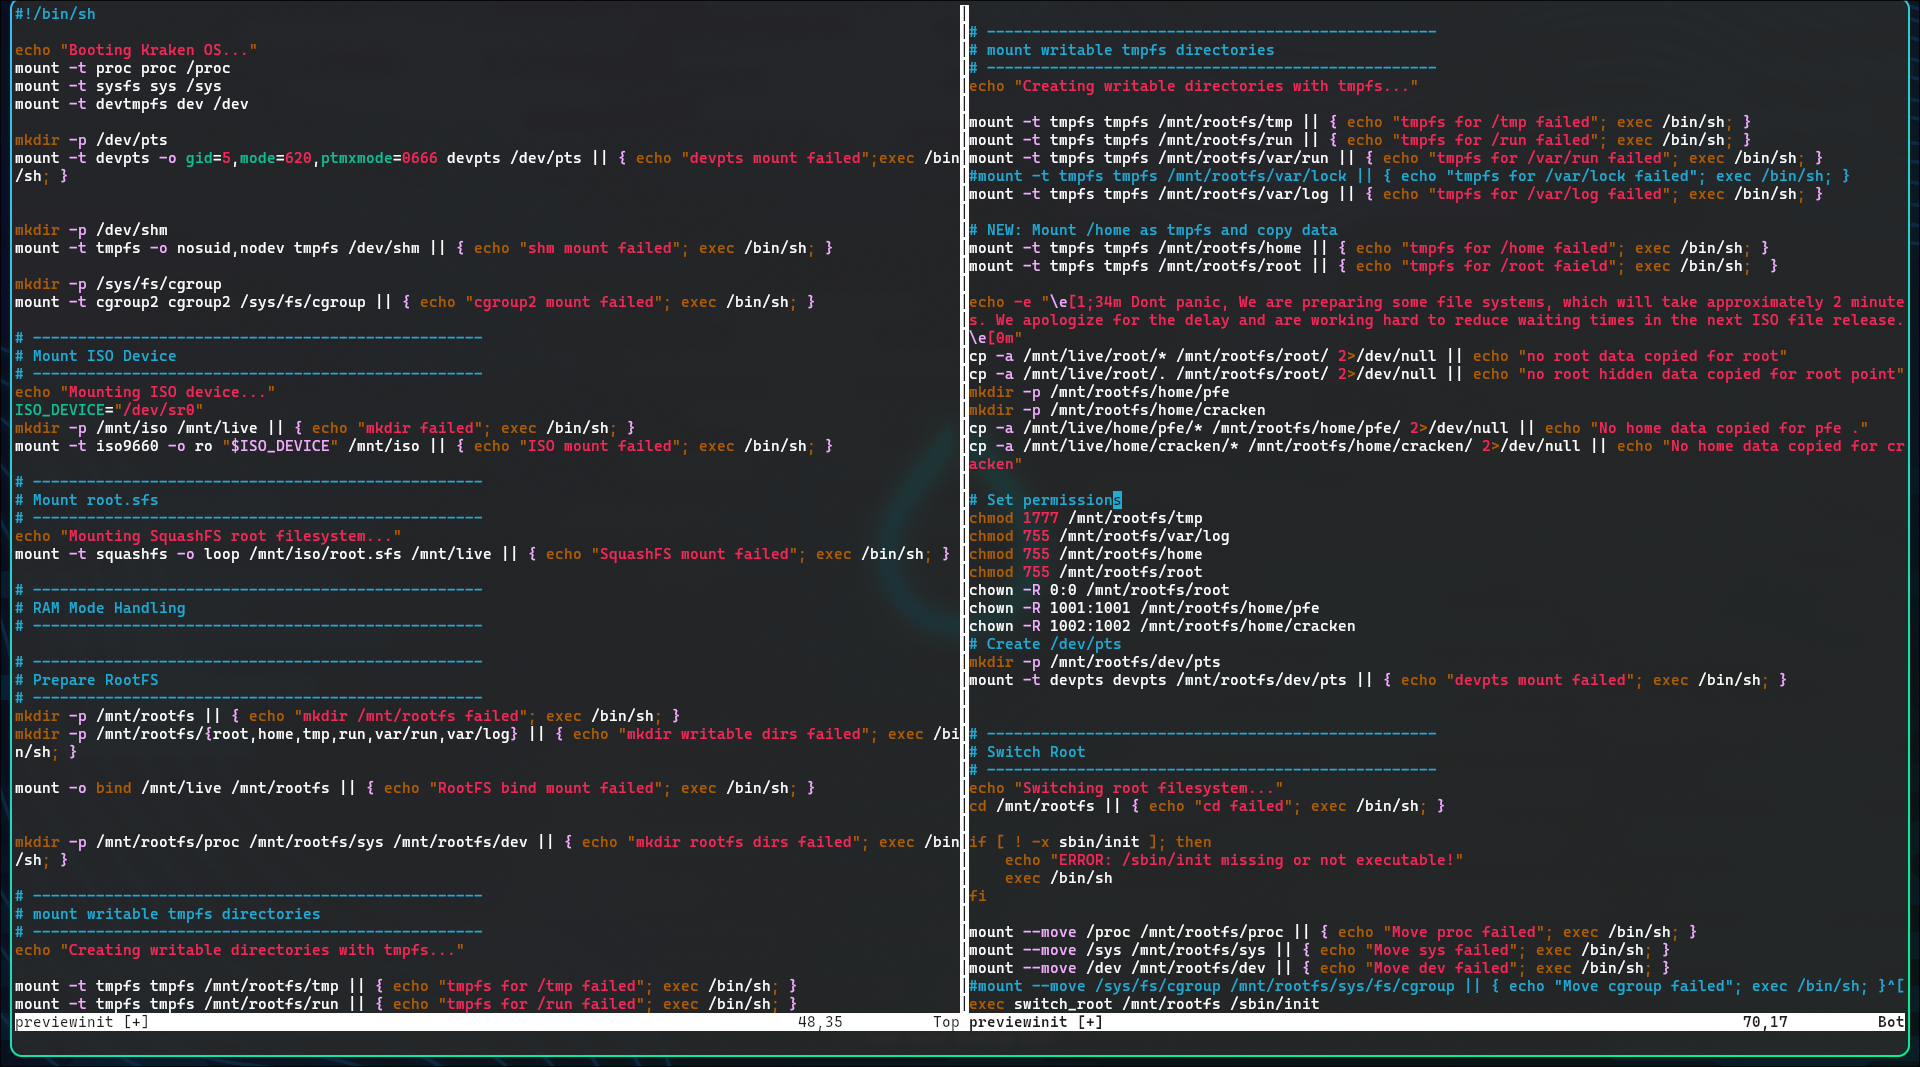 #!/bin/sh

echo "Booting Kraken OS..."
mount -t proc proc /proc
mount -t sysfs sys /sys
mount -t devtmpfs dev /dev

mkdir -p /dev/pts
mount -t devpts -o gid=5,mode=620,ptmxmode=0666 devpts /dev/pts || { echo "devpts mount failed";exec /bin
/sh; }

mkdir -p /dev/shm
mount -t tmpfs -o nosuid,nodev tmpfs /dev/shm || { echo "shm mount failed"; exec /bin/sh; }

mkdir -p /sys/fs/cgroup
mount -t cgroup2 cgroup2 /sys/fs/cgroup || { echo "cgroup2 mount failed"; exec /bin/sh; }

# --------------------------------------------------
# Mount ISO Device
# --------------------------------------------------
echo "Mounting ISO device..."
ISO_DEVICE="/dev/sr0"
mkdir -p /mnt/iso /mnt/live || { echo "mkdir failed"; exec /bin/sh; }
mount -t iso9660 -o ro "$ISO_DEVICE" /mnt/iso || { echo "ISO mount failed"; exec /bin/sh; }

# --------------------------------------------------
# Mount root.sfs
# --------------------------------------------------
echo "Mounting SquashFS root filesystem..."
mount -t squashfs -o loop /mnt/iso/root.sfs /mnt/live || { echo "SquashFS mount failed"; exec /bin/sh; }

# --------------------------------------------------
# RAM Mode Handling
# --------------------------------------------------

# --------------------------------------------------
# Prepare RootFS
# --------------------------------------------------
mkdir -p /mnt/rootfs || { echo "mkdir /mnt/rootfs failed"; exec /bin/sh; }
mkdir -p /mnt/rootfs/{root,home,tmp,run,var/run,var/log} || { echo "mkdir writable dirs failed"; exec /bi
n/sh; }

mount -o bind /mnt/live /mnt/rootfs || { echo "RootFS bind mount failed"; exec /bin/sh; }

mkdir -p /mnt/rootfs/proc /mnt/rootfs/sys /mnt/rootfs/dev || { echo "mkdir rootfs dirs failed"; exec /bin
/sh; }

# --------------------------------------------------
# mount writable tmpfs directories
# --------------------------------------------------
echo "Creating writable directories with tmpfs..."

mount -t tmpfs tmpfs /mnt/rootfs/tmp || { echo "tmpfs for /tmp failed"; exec /bin/sh; }
mount -t tmpfs tmpfs /mnt/rootfs/run || { echo "tmpfs for /run failed"; exec /bin/sh; }
previewinit [+] 48,35 Top

# --------------------------------------------------
# mount writable tmpfs directories
# --------------------------------------------------
echo "Creating writable directories with tmpfs..."

mount -t tmpfs tmpfs /mnt/rootfs/tmp || { echo "tmpfs for /tmp failed"; exec /bin/sh; }
mount -t tmpfs tmpfs /mnt/rootfs/run || { echo "tmpfs for /run failed"; exec /bin/sh; }
mount -t tmpfs tmpfs /mnt/rootfs/var/run || { echo "tmpfs for /var/run failed"; exec /bin/sh; }
#mount -t tmpfs tmpfs /mnt/rootfs/var/lock || { echo "tmpfs for /var/lock failed"; exec /bin/sh; }
mount -t tmpfs tmpfs /mnt/rootfs/var/log || { echo "tmpfs for /var/log failed"; exec /bin/sh; }

# NEW: Mount /home as tmpfs and copy data
mount -t tmpfs tmpfs /mnt/rootfs/home || { echo "tmpfs for /home failed"; exec /bin/sh; }
mount -t tmpfs tmpfs /mnt/rootfs/root || { echo "tmpfs for /root faield"; exec /bin/sh;  }

echo -e "\e[1;34m Dont panic, We are preparing some file systems, which will take approximately 2 minute
s. We apologize for the delay and are working hard to reduce waiting times in the next ISO file release.
\e[0m"
cp -a /mnt/live/root/* /mnt/rootfs/root/ 2>/dev/null || echo "no root data copied for root"
cp -a /mnt/live/root/. /mnt/rootfs/root/ 2>/dev/null || echo "no root hidden data copied for root point"
mkdir -p /mnt/rootfs/home/pfe
mkdir -p /mnt/rootfs/home/cracken
cp -a /mnt/live/home/pfe/* /mnt/rootfs/home/pfe/ 2>/dev/null || echo "No home data copied for pfe ."
cp -a /mnt/live/home/cracken/* /mnt/rootfs/home/cracken/ 2>/dev/null || echo "No home data copied for cr
acken"

# Set permissions
chmod 1777 /mnt/rootfs/tmp
chmod 755 /mnt/rootfs/var/log
chmod 755 /mnt/rootfs/home
chmod 755 /mnt/rootfs/root
chown -R 0:0 /mnt/rootfs/root
chown -R 1001:1001 /mnt/rootfs/home/pfe
chown -R 1002:1002 /mnt/rootfs/home/cracken
# Create /dev/pts
mkdir -p /mnt/rootfs/dev/pts
mount -t devpts devpts /mnt/rootfs/dev/pts || { echo "devpts mount failed"; exec /bin/sh; }

# --------------------------------------------------
# Switch Root
# --------------------------------------------------
echo "Switching root filesystem..."
cd /mnt/rootfs || { echo "cd failed"; exec /bin/sh; }

if [ ! -x sbin/init ]; then
    echo "ERROR: /sbin/init missing or not executable!"
    exec /bin/sh
fi

mount --move /proc /mnt/rootfs/proc || { echo "Move proc failed"; exec /bin/sh; }
mount --move /sys /mnt/rootfs/sys || { echo "Move sys failed"; exec /bin/sh; }
mount --move /dev /mnt/rootfs/dev || { echo "Move dev failed"; exec /bin/sh; }
#mount --move /sys/fs/cgroup /mnt/rootfs/sys/fs/cgroup || { echo "Move cgroup failed"; exec /bin/sh; }^[
exec switch_root /mnt/rootfs /sbin/init
previewinit [+] 70,17 Bot